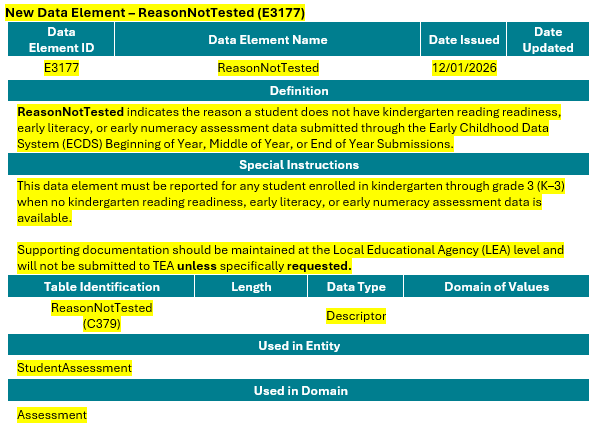 New Data Element – ReasonNotTested (E3177)
Data Element ID Data Element Name Date Issued Date Updated
E3177 ReasonNotTested 12/01/2026
Definition
ReasonNotTested indicates the reason a student does not have kindergarten reading readiness,
early literacy, or early numeracy assessment data submitted through the Early Childhood Data
System (ECDS) Beginning of Year, Middle of Year, or End of Year Submissions.
Special Instructions
This data element must be reported for any student enrolled in kindergarten through grade 3 (K–3)
when no kindergarten reading readiness, early literacy, or early numeracy assessment data is
available.
Supporting documentation should be maintained at the Local Educational Agency (LEA) level and
will not be submitted to TEA unless specifically requested.
Table Identification Length Data Type Domain of Values
ReasonNotTested
(C379)
Descriptor
Used in Entity
StudentAssessment
Used in Domain
Assessment